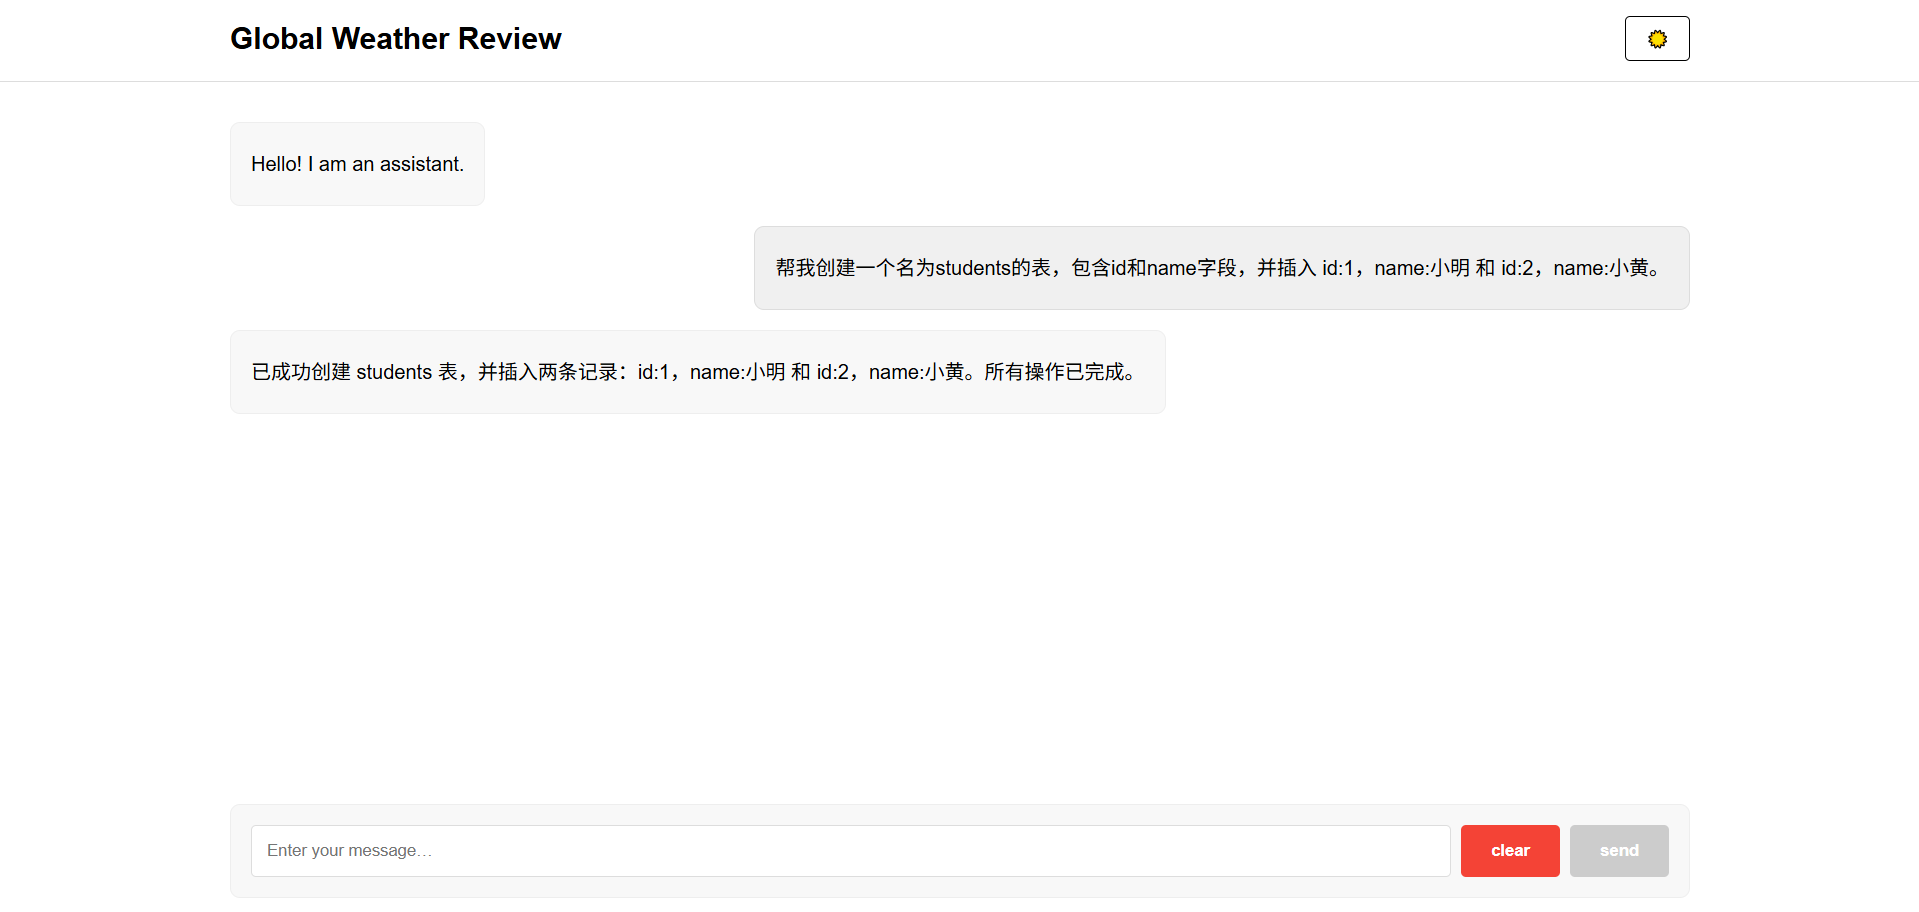 Global Weather Review
Hello! I am an assistant.
帮我创建一个名为students的表，包含id和name字段，并插入 id:1，name:小明 和 id:2，name:小黄。
已成功创建 students 表，并插入两条记录：id:1，name:小明 和 id:2，name:小黄。所有操作已完成。
Enter your message…
clear
send